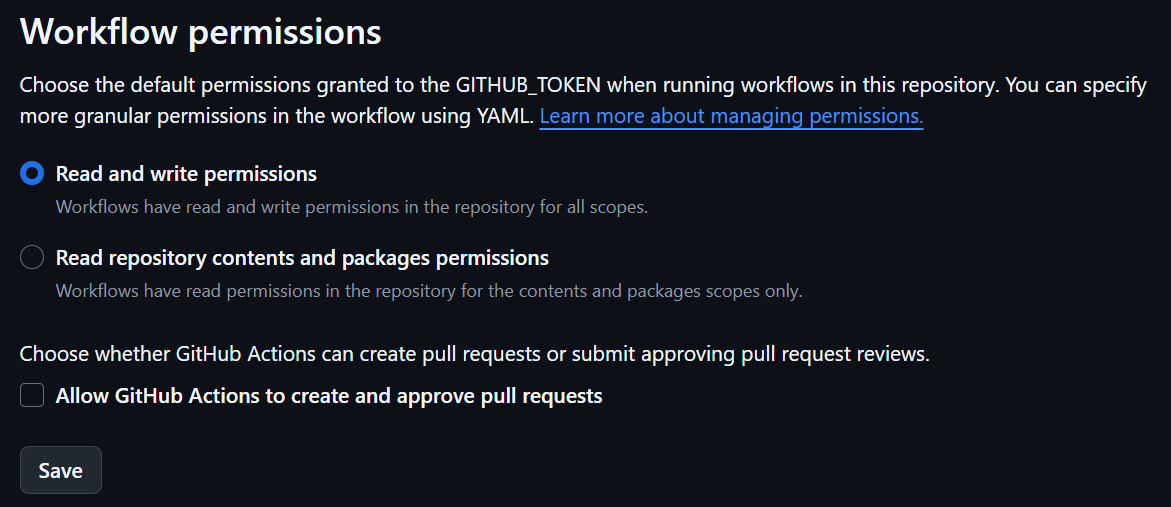 Workflow permissions
Choose the default permissions granted to the GITHUB_TOKEN when running workflows in this repository. You can specify
more granular permissions in the workflow using YAML. Learn more about managing permissions.
Read and write permissions
Workflows have read and write permissions in the repository for all scopes.
Read repository contents and packages permissions
Workflows have read permissions in the repository for the contents and packages scopes only.
Choose whether GitHub Actions can create pull requests or submit approving pull request reviews.
Allow GitHub Actions to create and approve pull requests
Save